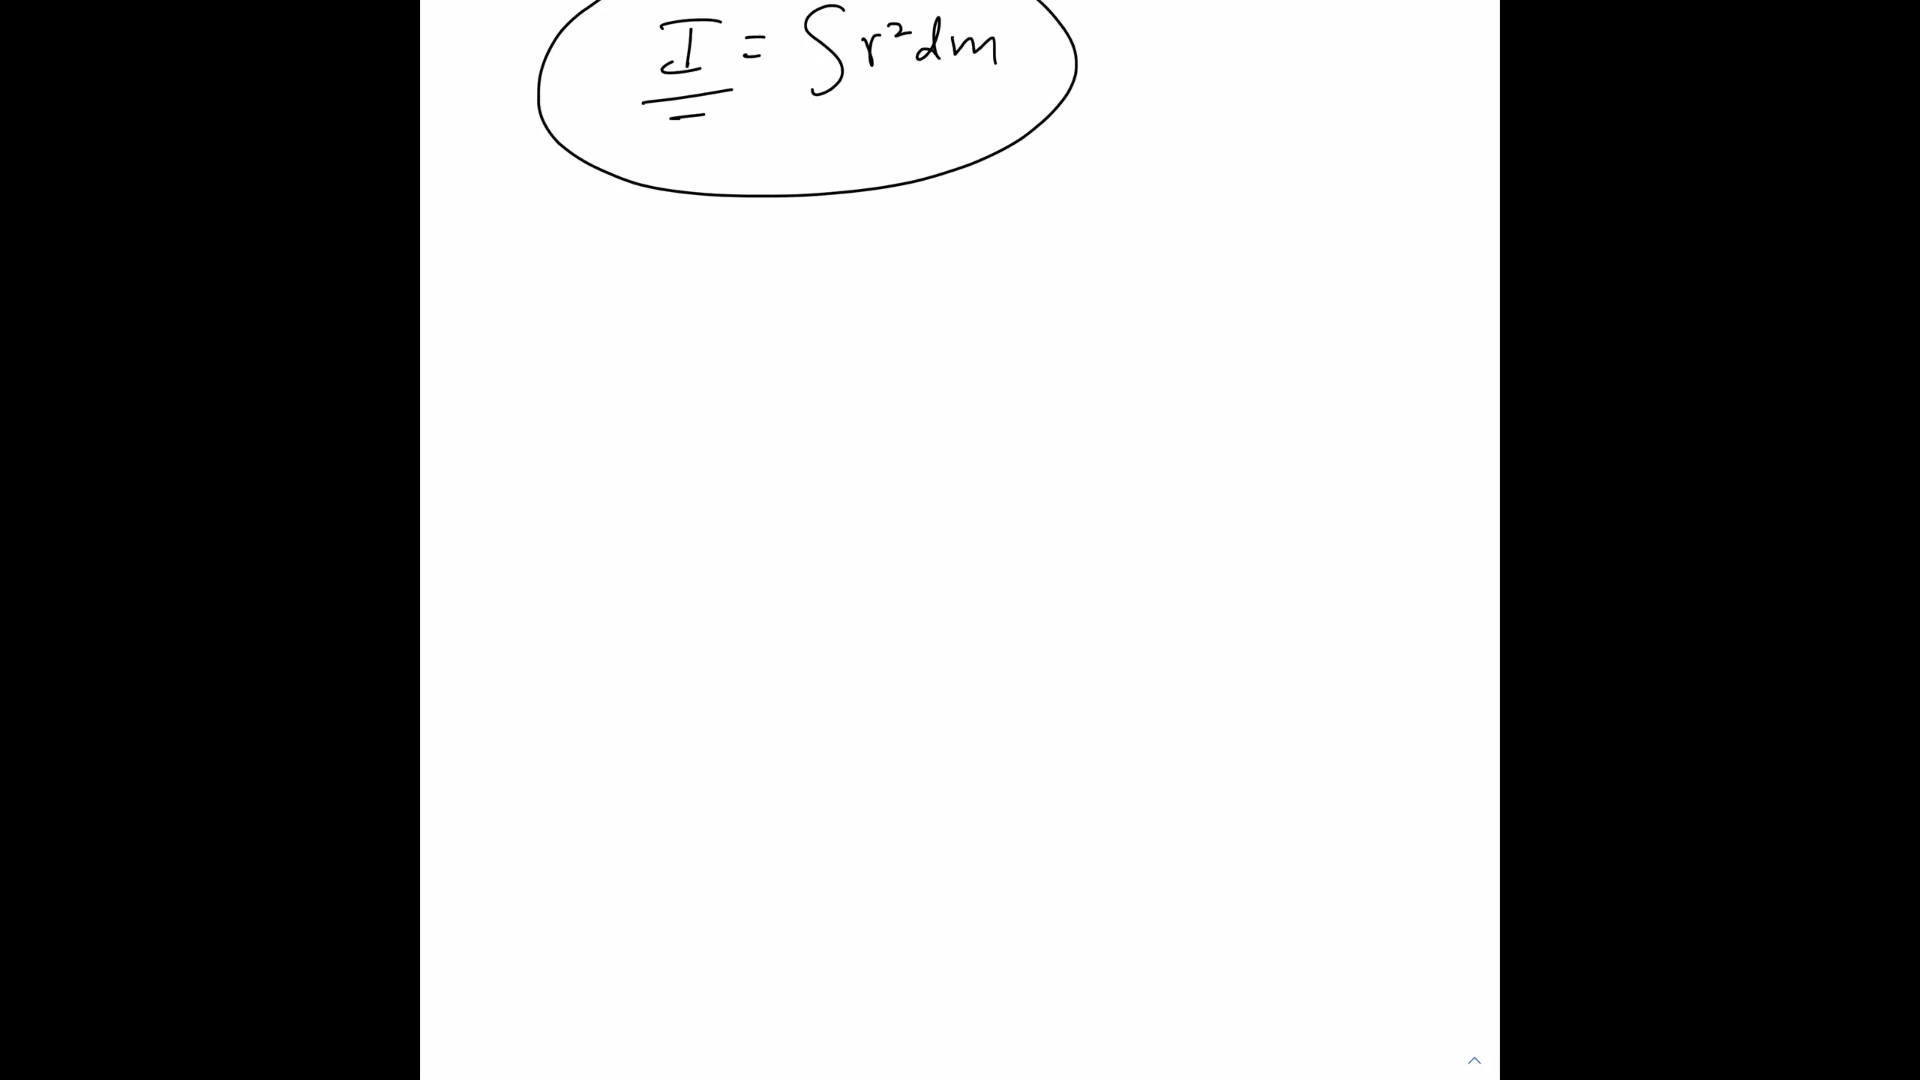 I = ∫r²dm